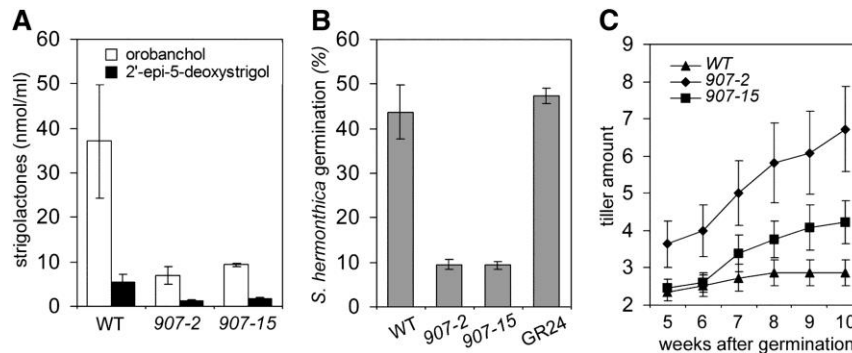 A
strigolactones (nmol/ml)
60
50
40
30
20
10
0
orobanchol
2'-epi-5-deoxystrigol
WT
907-2
907-15
B
S. hermonthica germination (%)
60
50
40
30
20
10
0
WT
907-2
907-15
GR24
C
tiller amount
9
8
7
6
5
4
3
2
WT
907-2
907-15
5 6 7 8 9 10
weeks after germination